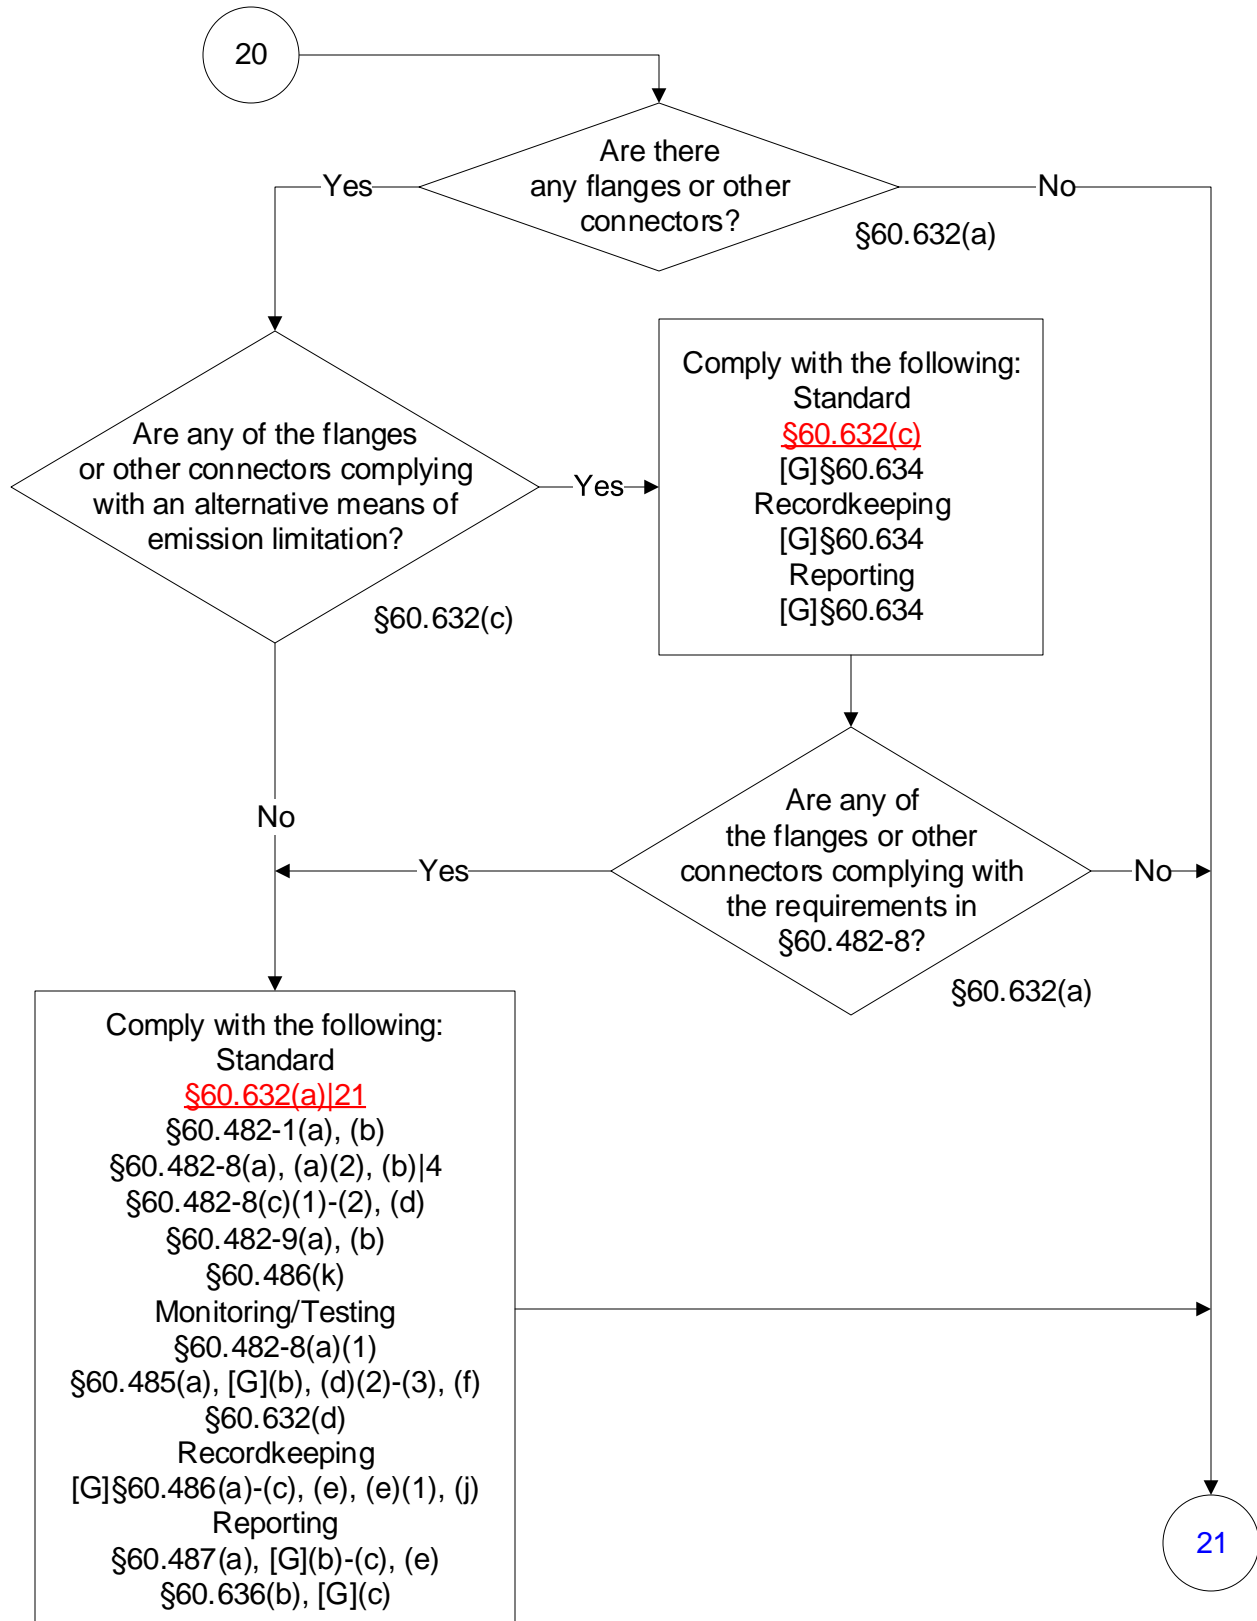 20
Are there
any flanges or other
connectors?
Yes
No
§60.632(a)
Are any of the flanges
or other connectors complying
with an alternative means of
emission limitation?
Yes
§60.632(c)
Comply with the following:
Standard
§60.632(c)
[G]§60.634
Recordkeeping
[G]§60.634
Reporting
[G]§60.634
No
Are any of
the flanges or other
connectors complying with
the requirements in
§60.482-8?
Yes
No
§60.632(a)
Comply with the following:
Standard
§60.632(a)|21
§60.482-1(a), (b)
§60.482-8(a), (a)(2), (b)|4
§60.482-8(c)(1)-(2), (d)
§60.482-9(a), (b)
§60.486(k)
Monitoring/Testing
§60.482-8(a)(1)
§60.485(a), [G](b), (d)(2)-(3), (f)
§60.632(d)
Recordkeeping
[G]§60.486(a)-(c), (e), (e)(1), (j)
Reporting
§60.487(a), [G](b)-(c), (e)
§60.636(b), [G](c)
21